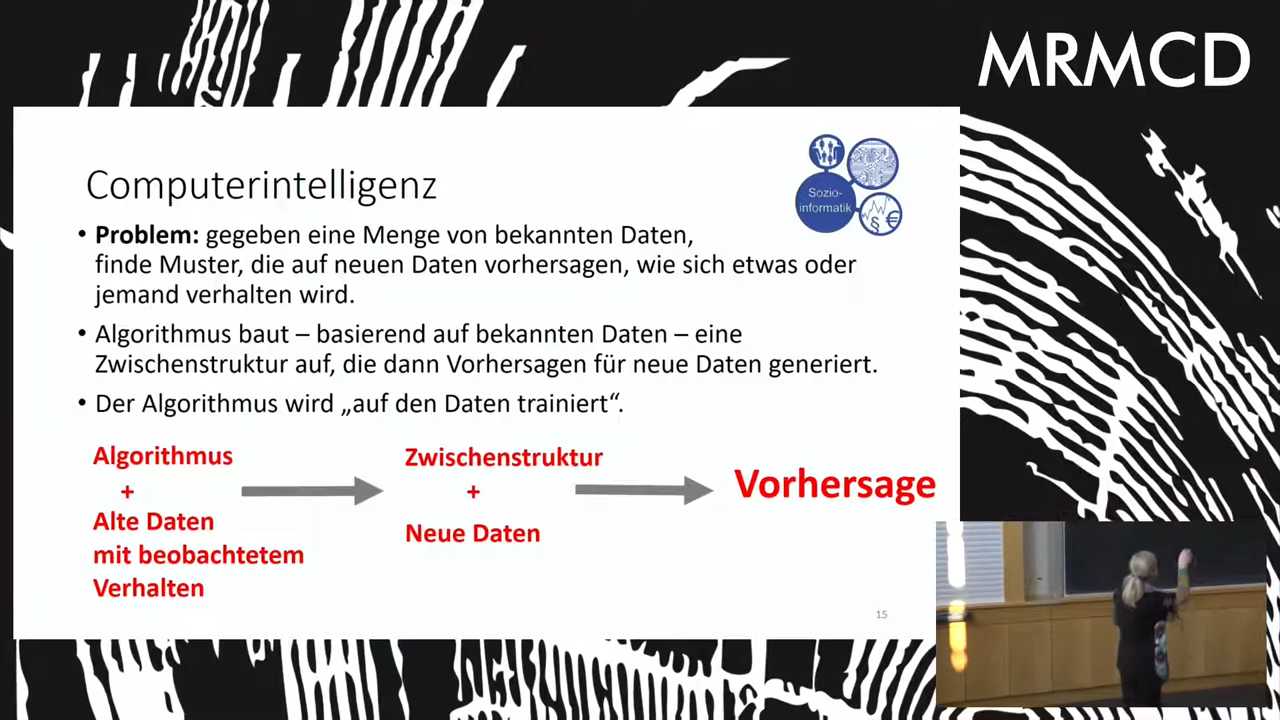 MRMCD
Computerintelligenz
Sozio-
informatik
§ €
• Problem: gegeben eine Menge von bekannten Daten,
finde Muster, die auf neuen Daten vorhersagen, wie sich etwas oder
jemand verhalten wird.
• Algorithmus baut – basierend auf bekannten Daten – eine
Zwischenstruktur auf, die dann Vorhersagen für neue Daten generiert.
• Der Algorithmus wird „auf den Daten trainiert“.
Algorithmus
+
Alte Daten
mit beobachtetem
Verhalten
Zwischenstruktur
+
Neue Daten
Vorhersage
15